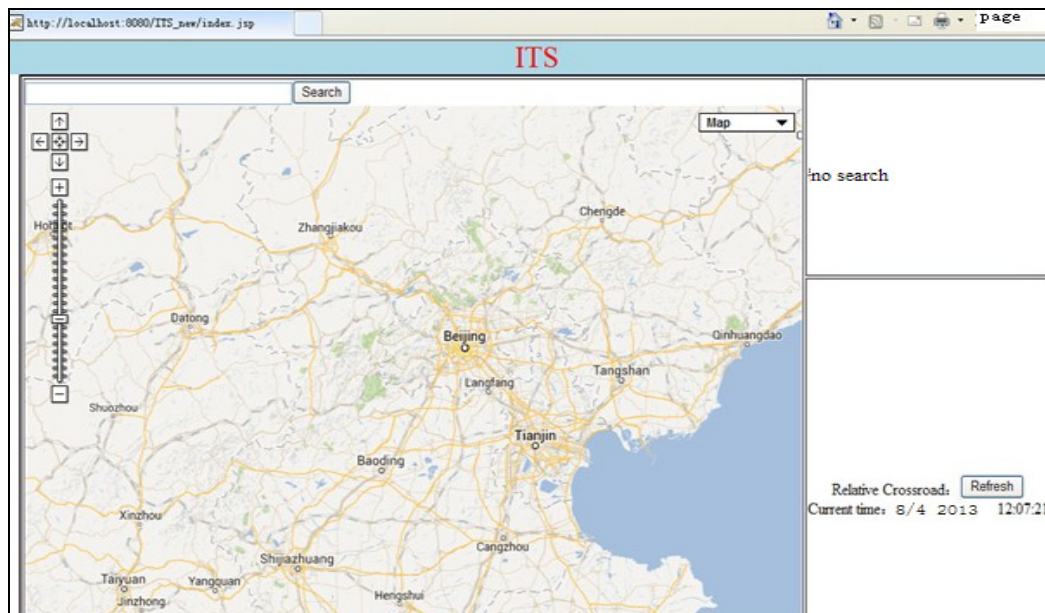 http://localhost:8080/ITS_new/index.jsp
page
ITS
Search
Map
no search
Chengde
Zhangjiakou
Datong
Beijing
Qinhuangdao
Langfang
Tangshan
Shuozhou
Tianjin
Baoding
Relative Crossroad: Refresh
Current time: 8/4 2013 12:07:21
Xinzhou
Cangzhou
Shijiazhuang
Taiyuan
Yangquan
Hengshui
Jinzhong